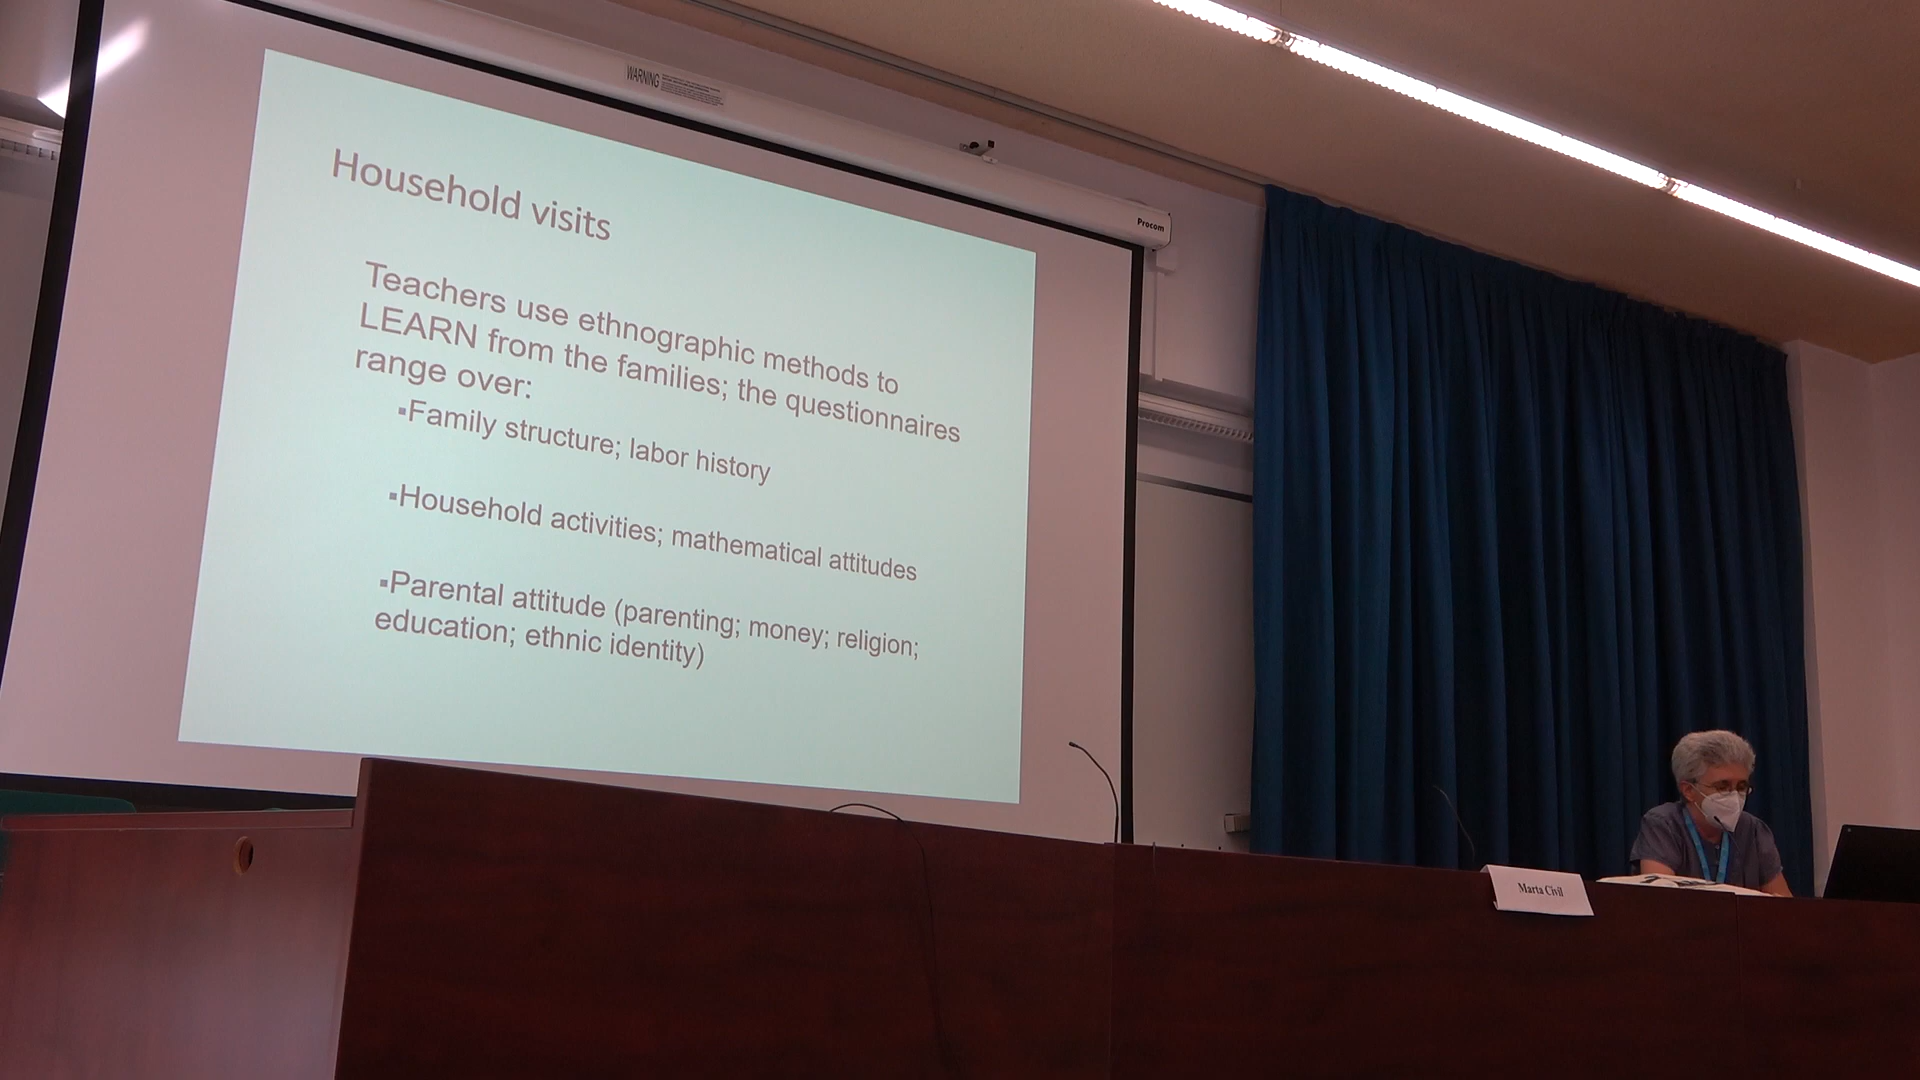 WARNING
Procom
Household visits
Teachers use ethnographic methods to
LEARN from the families; the questionnaires
range over:
▪Family structure; labor history
▪Household activities; mathematical attitudes
▪Parental attitude (parenting; money; religion;
education; ethnic identity)
Marta Civil